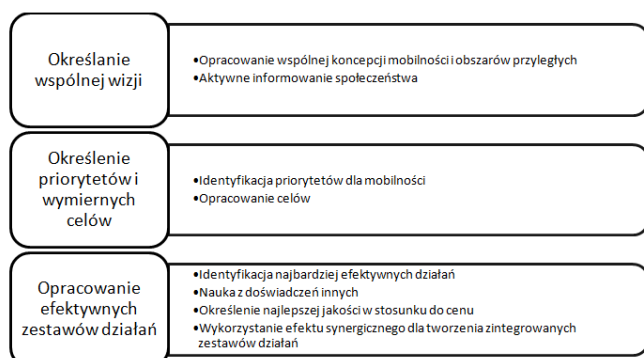 Określanie
wspólnej wizji
•Opracowanie wspólnej koncepcji mobilności i obszarów przyległych
•Aktywne informowanie społeczeństwa
Określenie
priorytetów i
wymiernych
celów
•Identyfikacja priorytetów dla mobilności
•Opracowanie celów
Opracowanie
efektywnych
zestawów działań
•Identyfikacja najbardziej efektywnych działań
•Nauka z doświadczeń innych
•Określenie najlepszej jakości w stosunku do cenu
•Wykorzystanie efektu synergicznego dla tworzenia zintegrowanych
zestawów działań